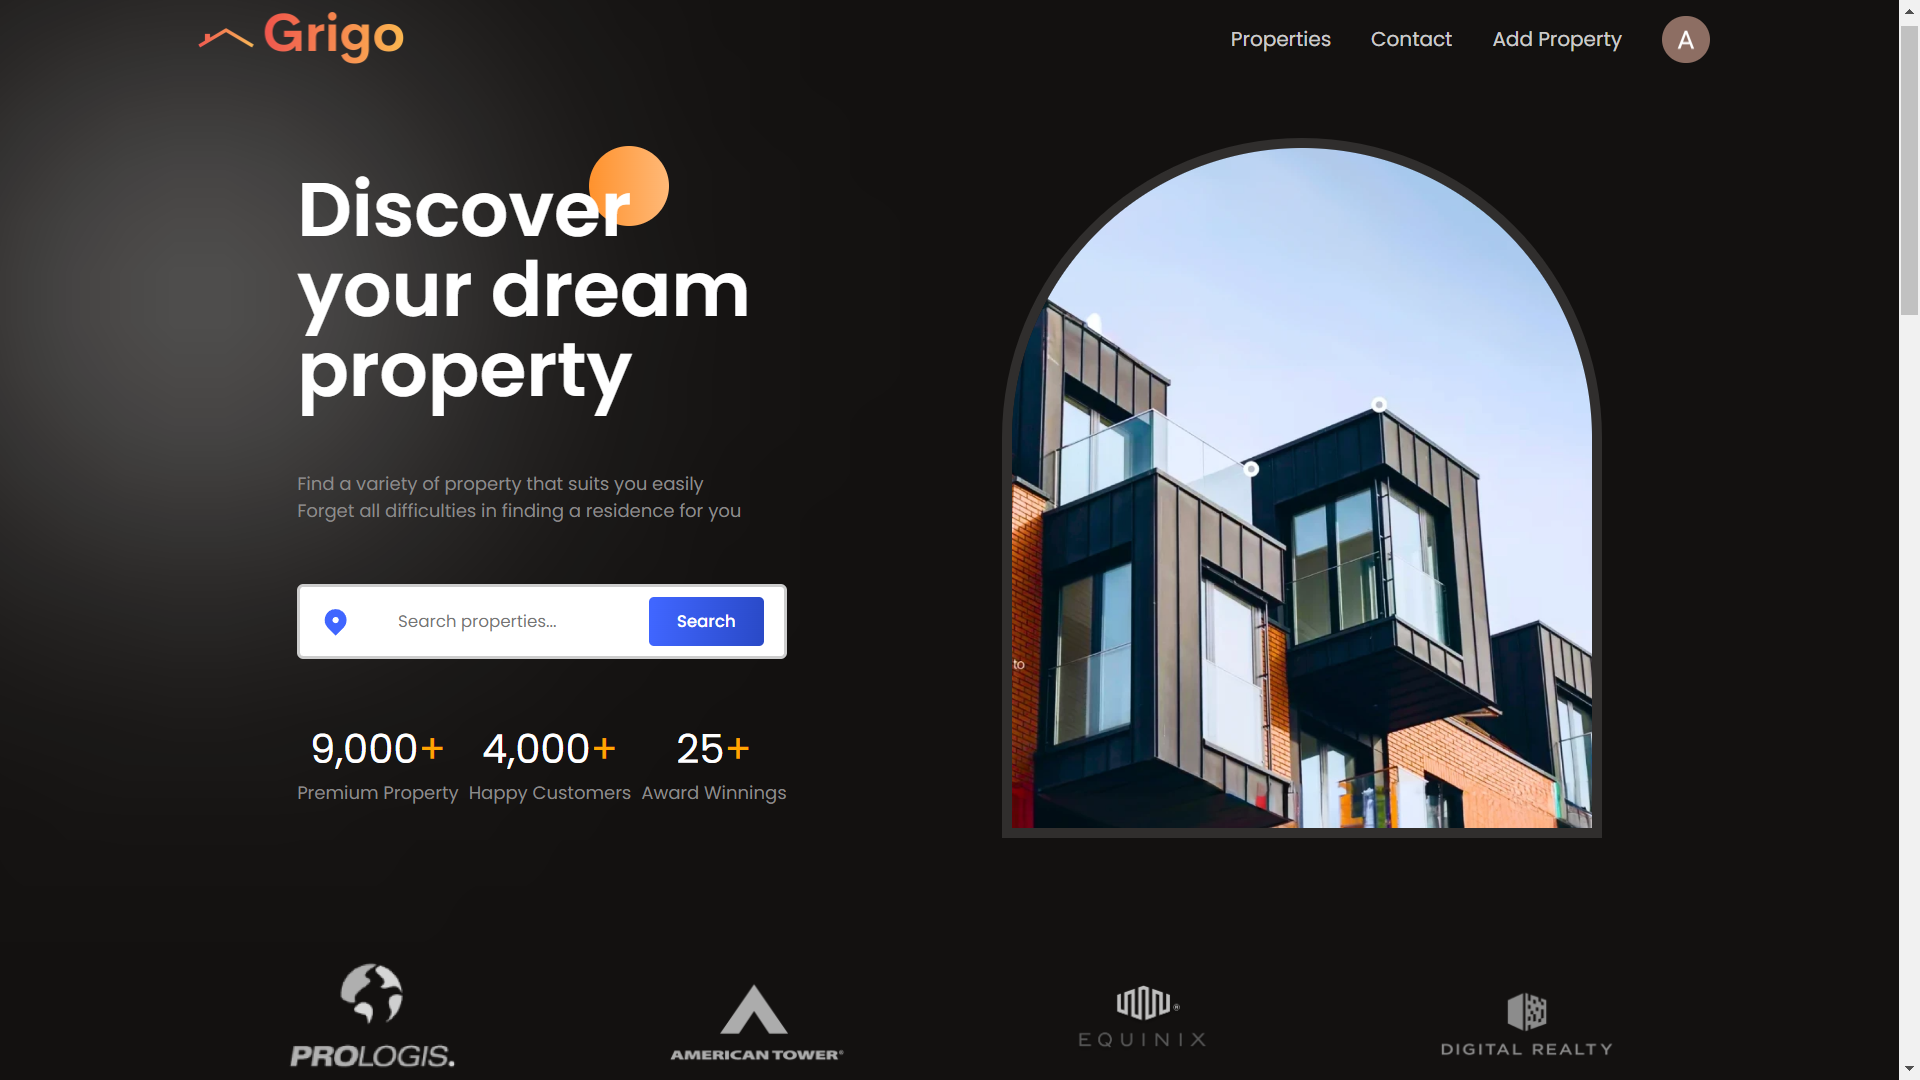 Grigo
Properties
Contact
Add Property
A
Discover
your dream
property
Find a variety of property that suits you easily
Forget all difficulties in finding a residence for you
Search properties...
Search
9,000+
4,000+
25+
Premium Property
Happy Customers
Award Winnings
to
PROLOGIS.
AMERICAN TOWER®
EQUINIX®
DIGITAL REALTY